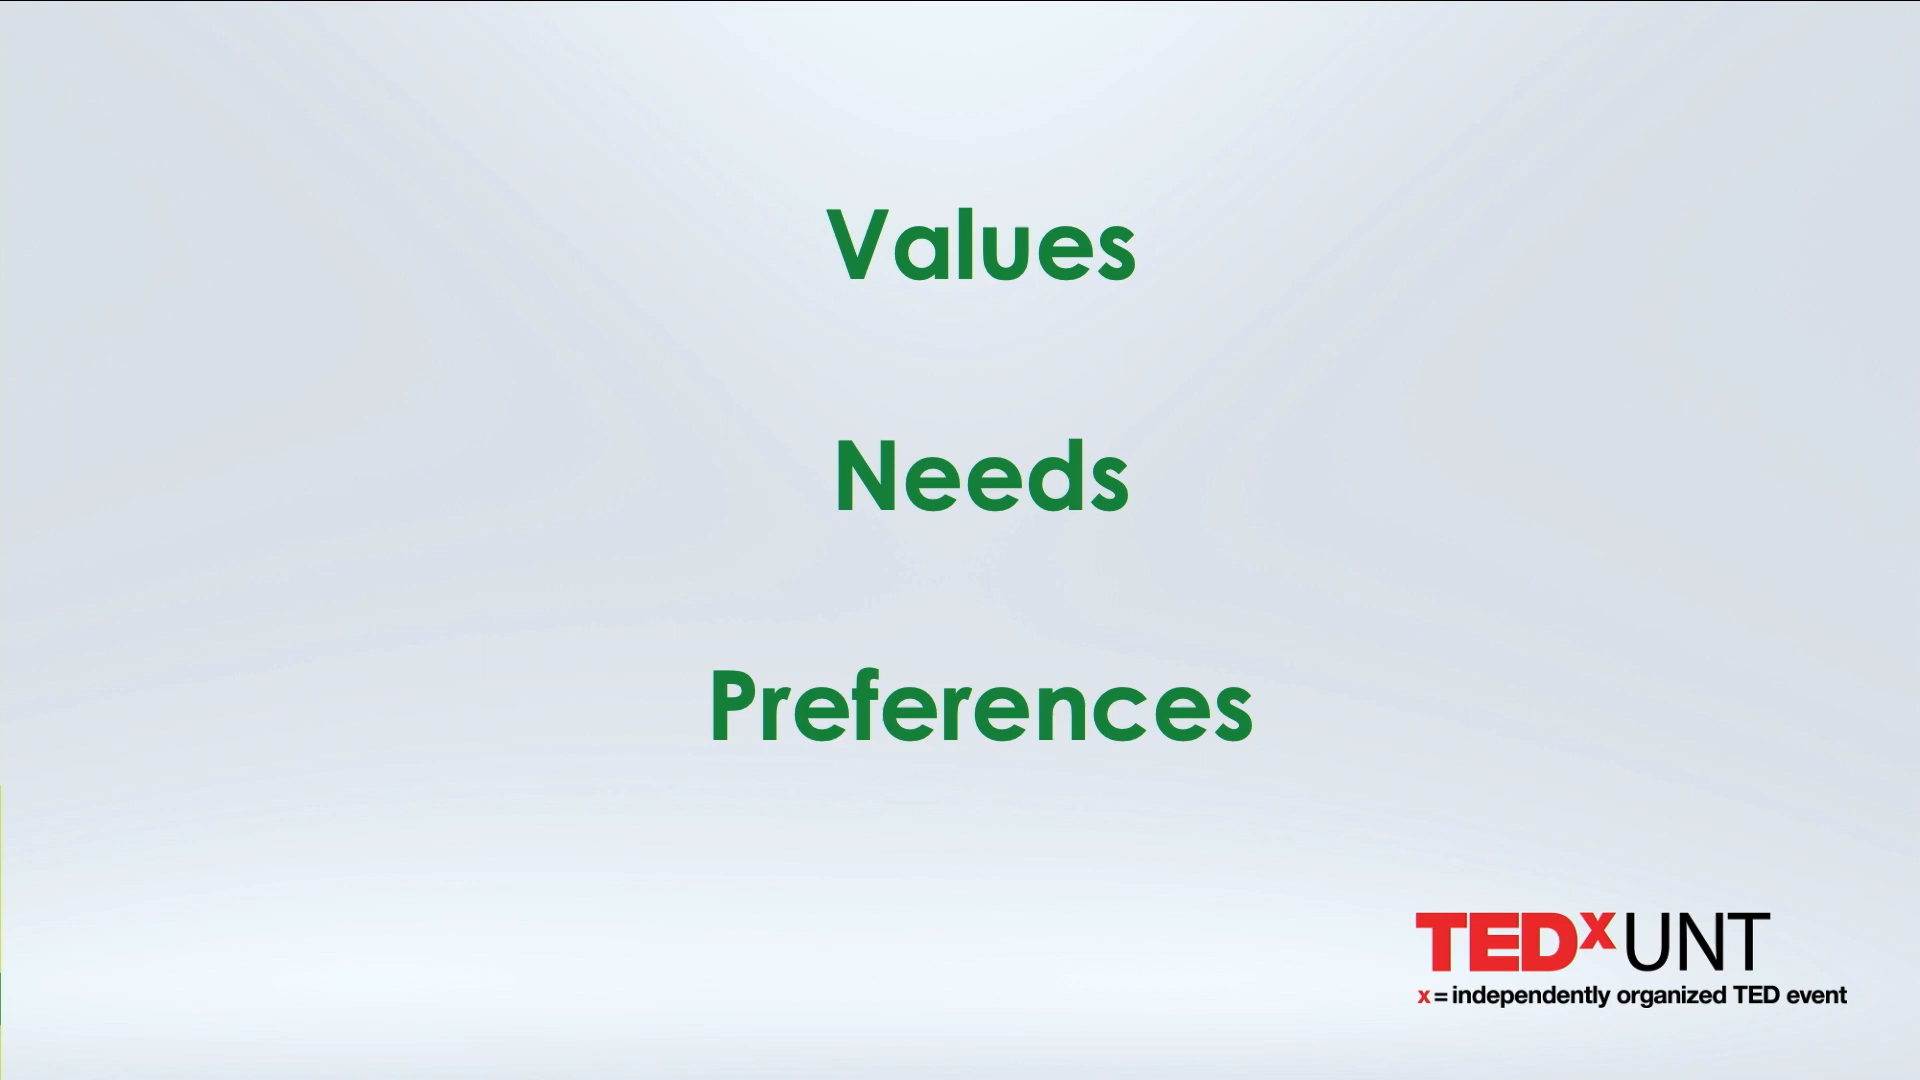 Values
Needs
Preferences
TEDxUNT
x = independently organized TED event